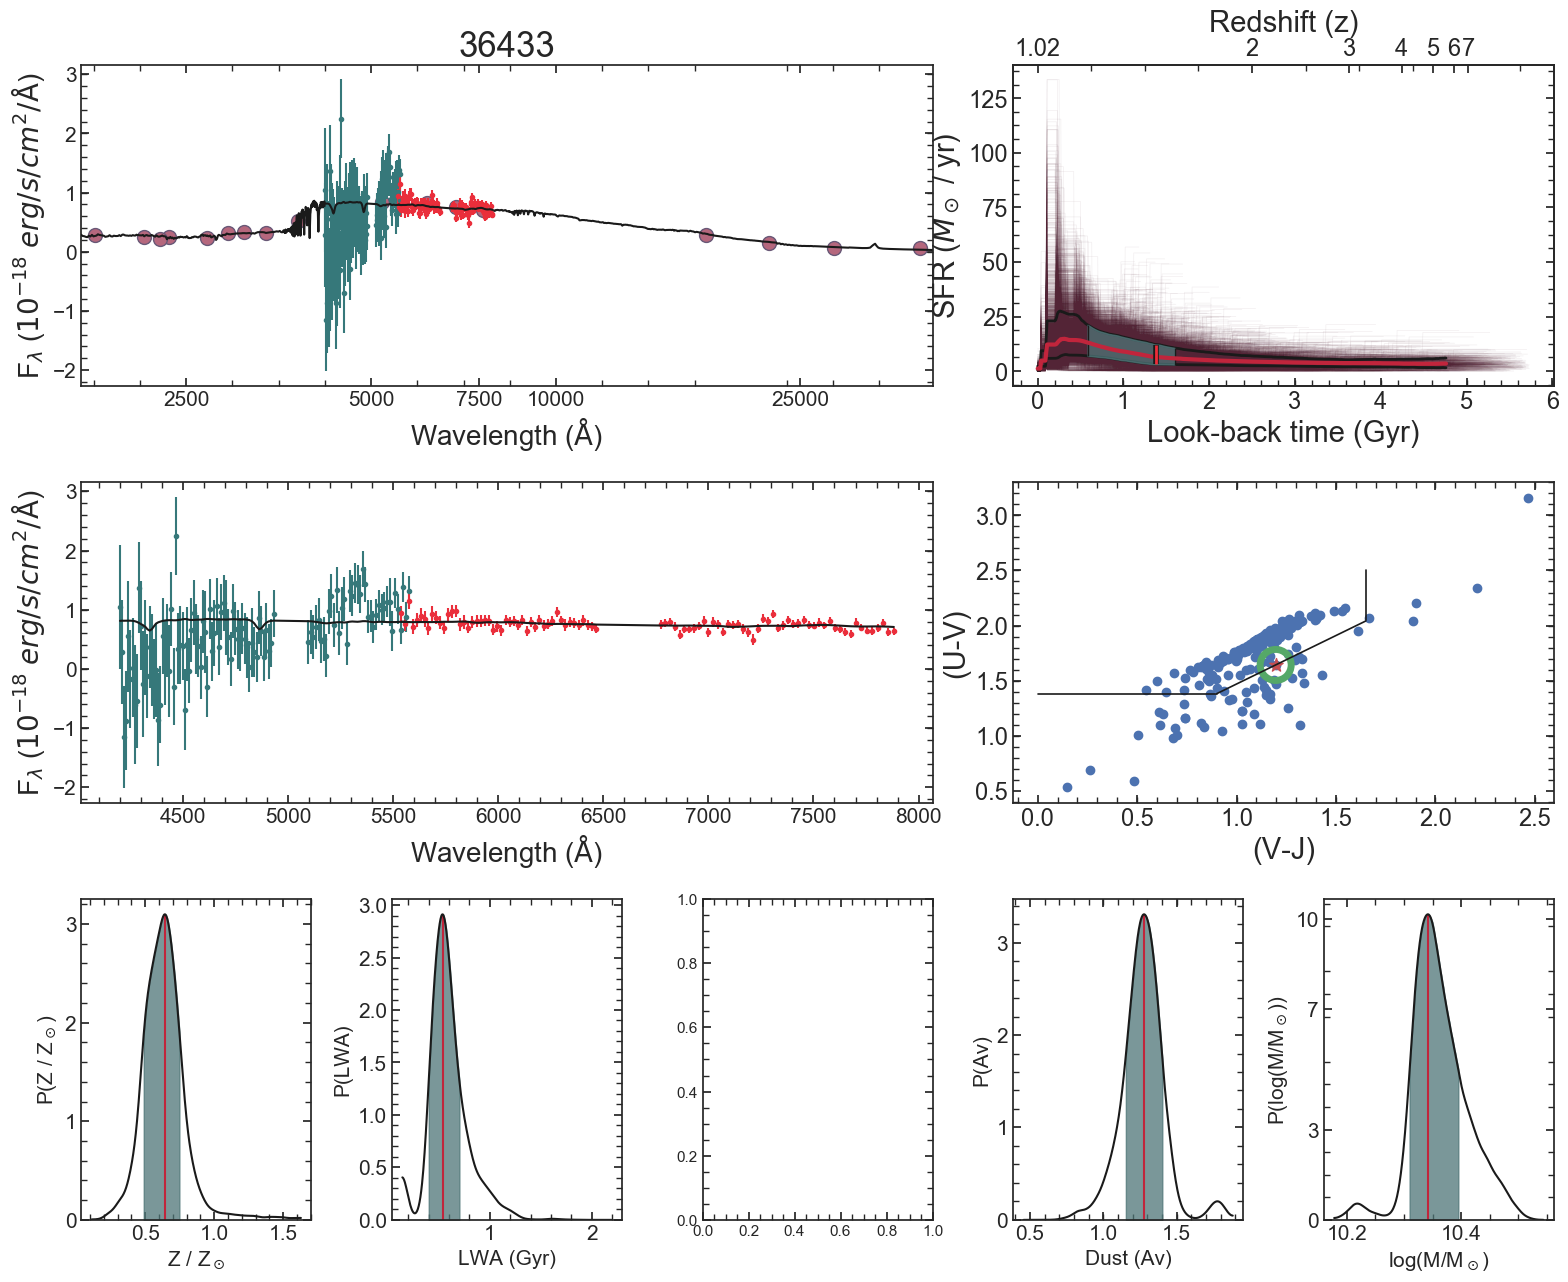 36433
3
2
1
0
−1
−2
2500 5000 7500 10000 25000
Wavelength (Å)
F_λ (10^−18 erg/s/cm^2/Å)
Redshift (z)
1.02 2 3 4 5 6 7
125
100
75
50
25
0
0 1 2 3 4 5 6
Look-back time (Gyr)
SFR (M_⊙ / yr)
3
2
1
0
−1
−2
4500 5000 5500 6000 6500 7000 7500 8000
Wavelength (Å)
F_λ (10^−18 erg/s/cm^2/Å)
3.0
2.5
2.0
1.5
1.0
0.5
0.0 0.5 1.0 1.5 2.0 2.5
(V-J)
(U-V)
3
2
1
0
0.5 1.0 1.5
Z / Z_⊙
P(Z / Z_⊙)
3.0
2.5
2.0
1.5
1.0
0.5
0.0
1 2
LWA (Gyr)
P(LWA)
1.0
0.8
0.6
0.4
0.2
0.0
0.0 0.2 0.4 0.6 0.8 1.0
3
2
1
0
0.5 1.0 1.5
Dust (Av)
P(Av)
10
7
3
0
10.2 10.4
log(M/M_⊙)
P(log(M/M_⊙))